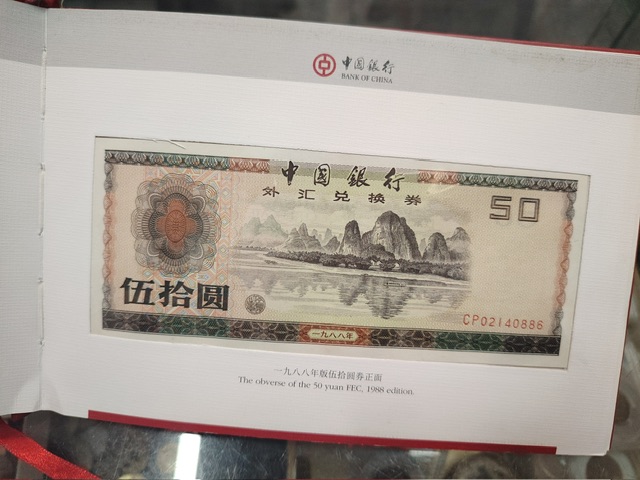 中国银行
BANK OF CHINA
中国银行
外汇兑换券
50
伍拾圆
CP02140886
一九八八年
一九八八年版伍拾圆券正面
The obverse of the 50 yuan FEC, 1988 edition.